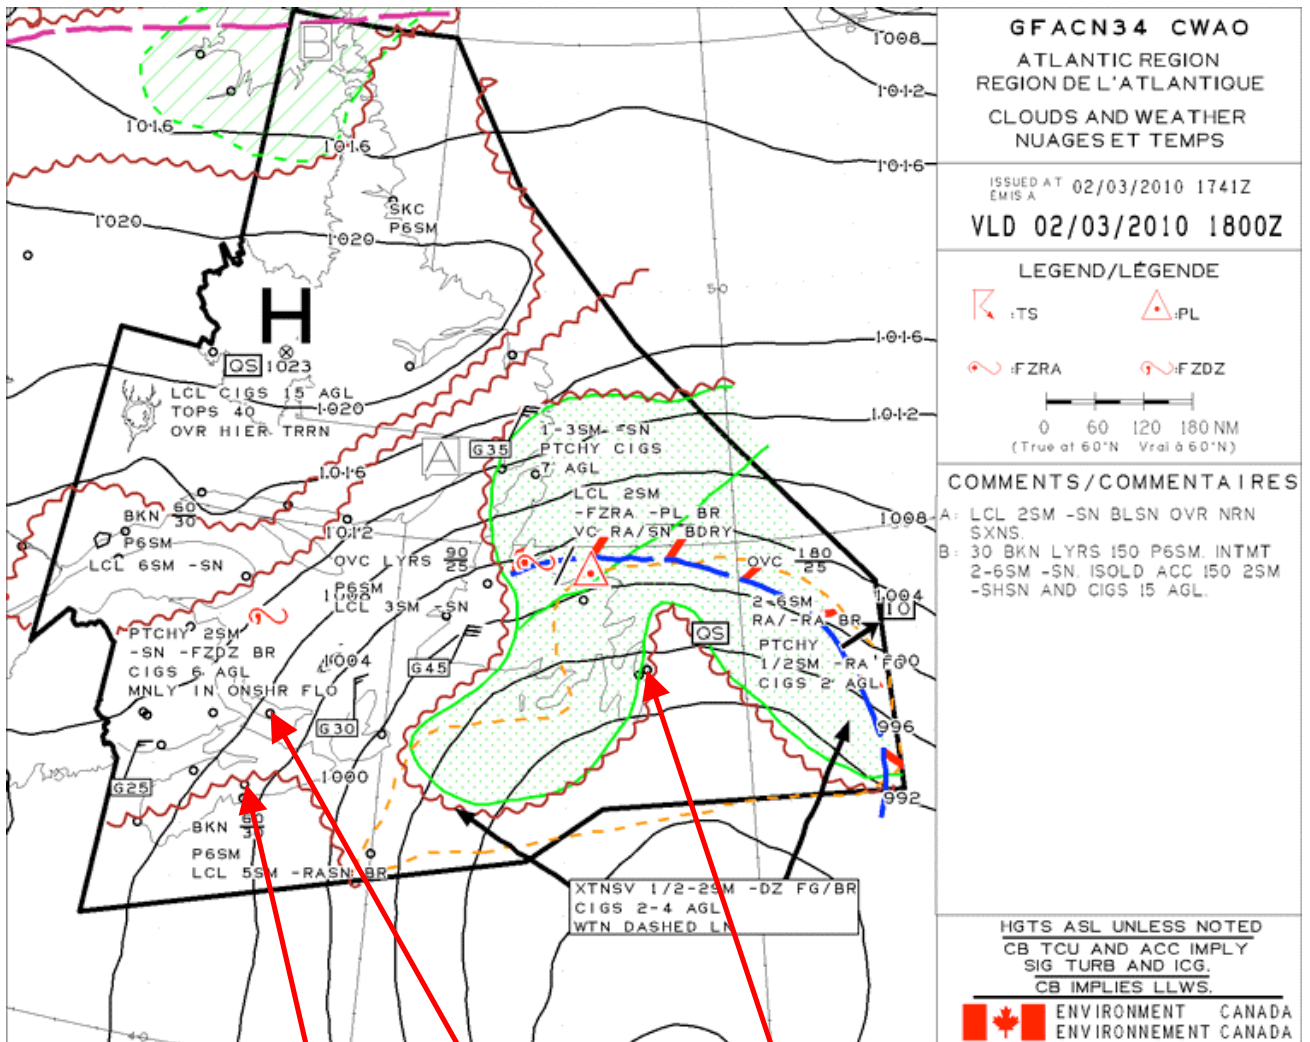 GFACN34 CWAO
ATLANTIC REGION
REGION DE L'ATLANTIQUE
CLOUDS AND WEATHER
NUAGES ET TEMPS
ISSUED AT 02/03/2010 1741Z
ÉMIS A
VLD 02/03/2010 1800Z
LEGEND/LÉGENDE
:TS
:PL
:FZRA
:FZDZ
0 60 120 180 NM
(True at 60°N Vrai à 60°N)
COMMENTS/COMMENTAIRES
A: LCL 2SM -SN BLSN OVR NRN
SXNS.
B: 30 BKN LYRS 150 P6SM. INTMT
2-6SM -SN. ISOLD ACC 150 2SM
-SHSN AND CIGS 15 AGL.
HGTS ASL UNLESS NOTED
CB TCU AND ACC IMPLY
SIG TURB AND ICG.
CB IMPLIES LLWS.
ENVIRONMENT CANADA
ENVIRONNEMENT CANADA
B
1008
1012
1016
1016
1016
1020
1020
SKC
P6SM
50
H
QS 1023
1016
LCL CIGS 15 AGL
TOPS 40
OVR HIER TRRN
1020
1012
G35
A
1-3SM -SN
PTCHY CIGS
7 AGL
1016
LCL 2SM
-FZRA -PL BR
VC RA/SN BDRY
1008
BKN 60
30
P6SM
LCL 6SM -SN
1012
OVC LYRS 90
25
P6SM
LCL 3SM -SN
OVC 180
25
1004
10
2-6SM
RA/-RA BR
PTCHY
1/2SM -RA FG
CIGS 2 AGL
QS
PTCHY 2SM
-SN -FZDZ BR
CIGS 6 AGL
MNLY IN ONSHR FLO
1004
G45
G30
996
G25
1000
992
BKN 60
30
P6SM
LCL 5SM -RASN BR
XTNSV 1/2-2SM -DZ FG/BR
CIGS 2-4 AGL
WTN DASHED LN
40